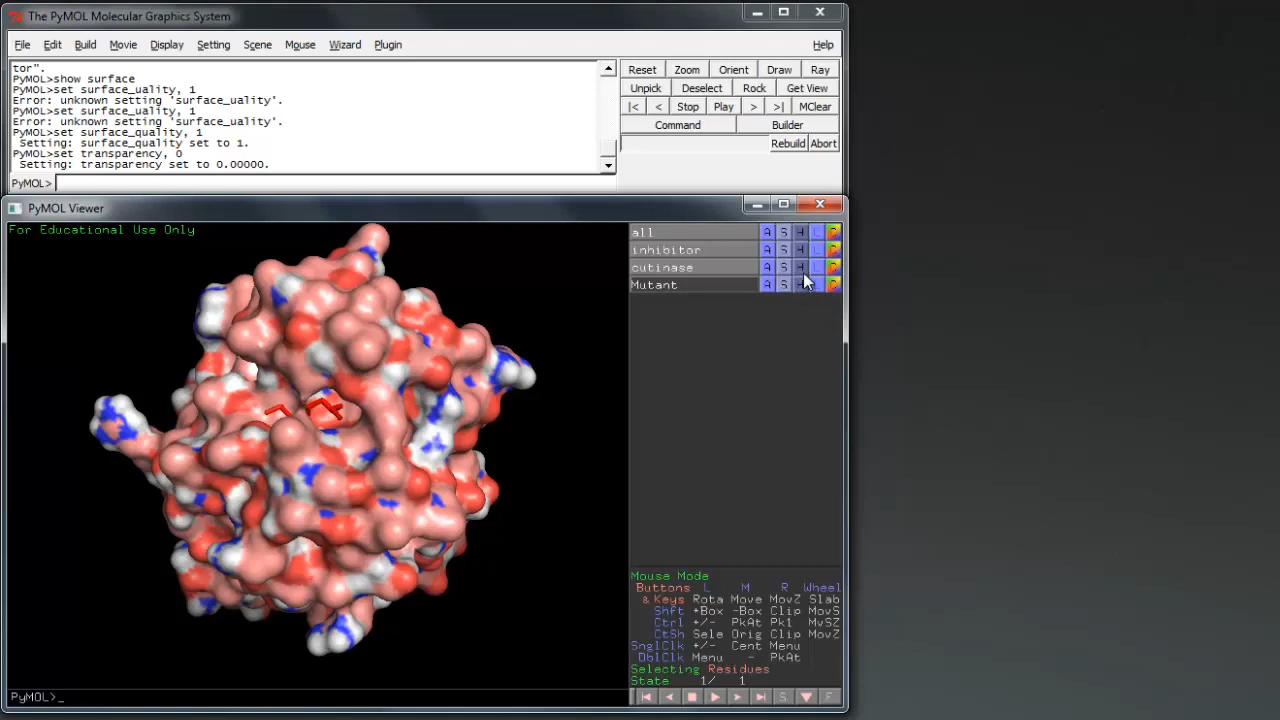 The PyMOL Molecular Graphics System
File Edit Build Movie Display Setting Scene Mouse Wizard Plugin Help
tor".
PyMOL>show surface
PyMOL>set surface_uality, 1
Error: unknown setting 'surface_uality'.
PyMOL>set surface_uality, 1
Error: unknown setting 'surface_uality'.
PyMOL>set surface_quality, 1
Setting: surface_quality set to 1.
PyMOL>set transparency, 0
Setting: transparency set to 0.00000.
PyMOL>
Reset Zoom Orient Draw Ray
Unpick Deselect Rock Get View
|< < Stop Play > >| MClear
Command Builder
Rebuild Abort
PyMOL Viewer
For Educational Use Only
all A S H L C
inhibitor A S H L C
cutinase A S H L C
Mutant A S H L C
Mouse Mode
Buttons L M R Wheel
& Keys Rota Move MovZ Slab
Shft +Box -Box Clip MovS
Ctrl +/- PkAt Pk1 MvSZ
CtSh Sele Orig Clip MovZ
SnglClk +/- Cent Menu
DblClk Menu - PkAt
Selecting Residues
State 1/ 1
PyMOL>_
S F